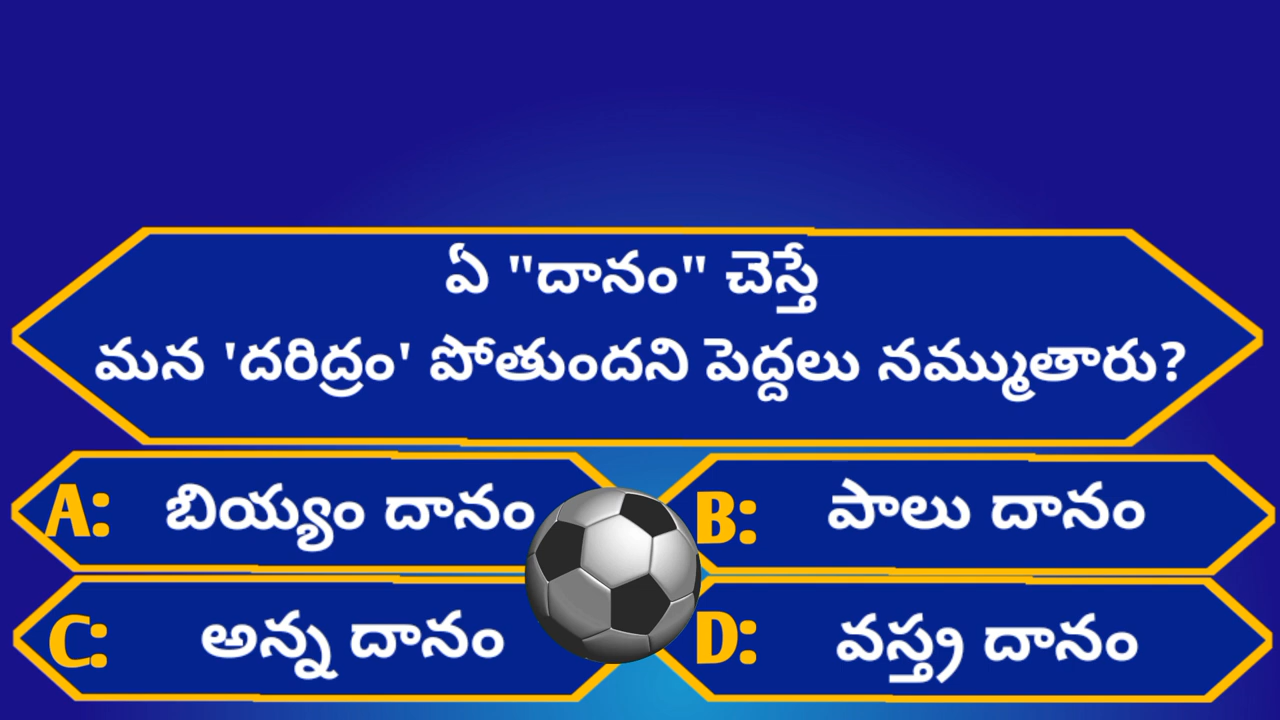 ఏ "దానం" చెస్తే
మన 'దరిద్రం' పోతుందని పెద్దలు నమ్ముతారు?
A: బియ్యం దానం
B: పాలు దానం
C: అన్న దానం
D: వస్త్ర దానం